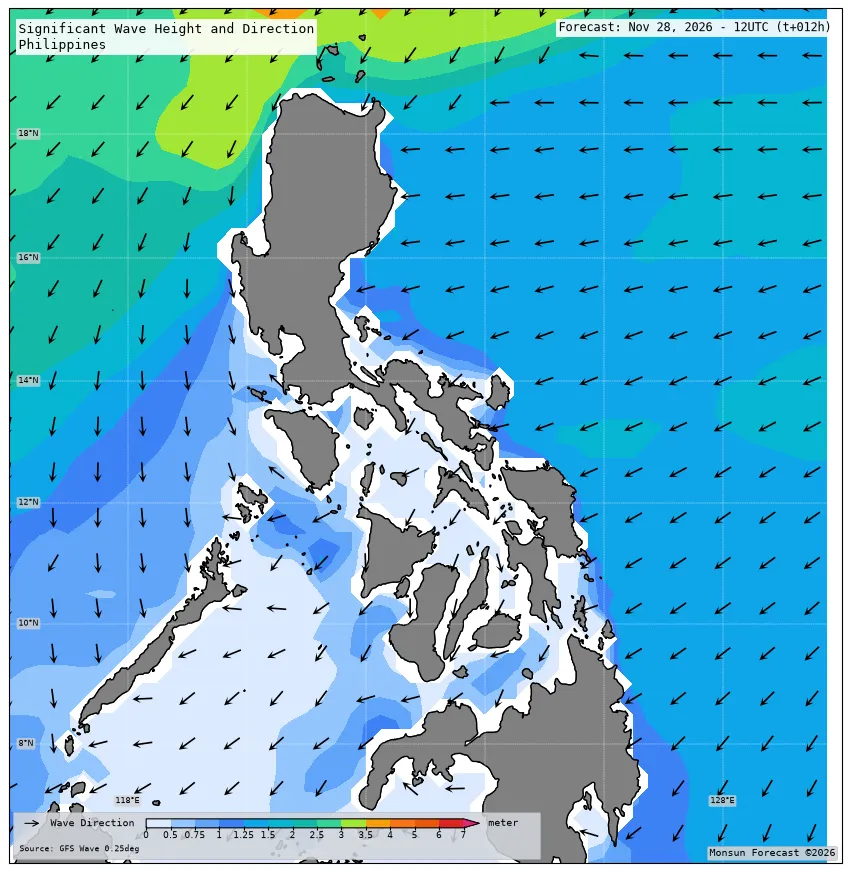 Significant Wave Height and Direction
Philippines
Forecast: Nov 28, 2026 - 12UTC (t+012h)
18°N
16°N
14°N
12°N
10°N
8°N
118°E
128°E
Wave Direction
0 0.5 0.75 1 1.25 1.5 2 2.5 3 3.5 4 5 6 7
meter
Source: GFS Wave 0.25deg
Monsun Forecast ©2026